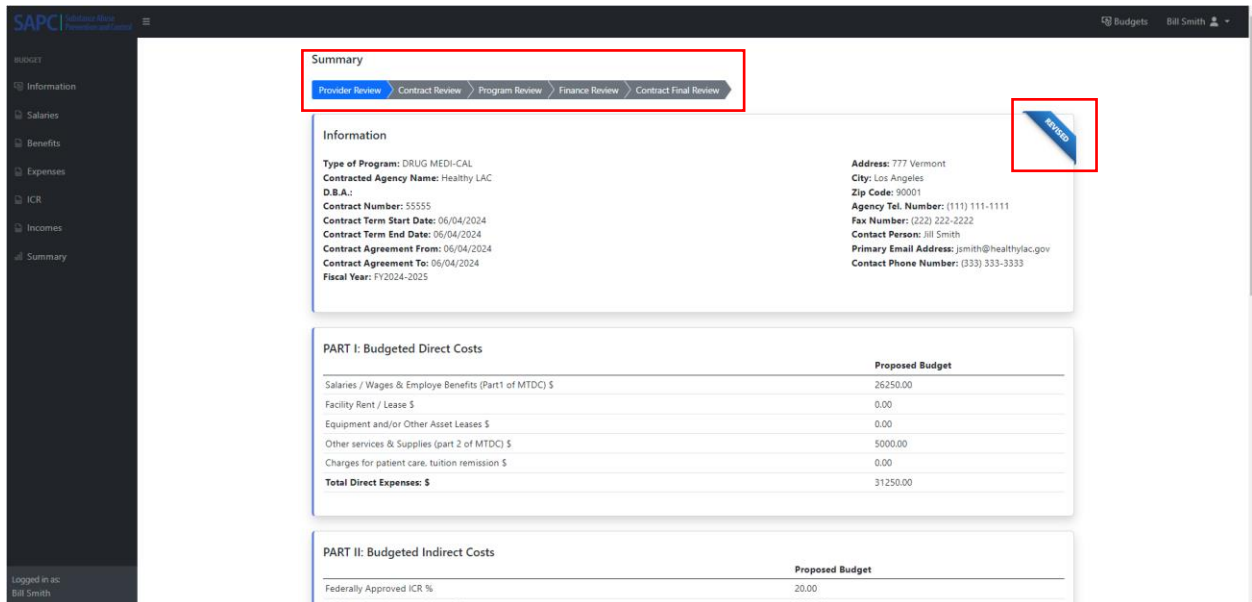 SAPC Substance Abuse
Prevention and Control
Budgets Bill Smith
BUDGET
Information
Salaries
Benefits
Expenses
ICR
Incomes
Summary
Logged in as:
Bill Smith
Summary
Provider Review Contract Review Program Review Finance Review Contract Final Review
REVISED
Information
Type of Program: DRUG MEDI-CAL
Contracted Agency Name: Healthy LAC
D.B.A.:
Contract Number: 55555
Contract Term Start Date: 06/04/2024
Contract Term End Date: 06/04/2024
Contract Agreement From: 06/04/2024
Contract Agreement To: 06/04/2024
Fiscal Year: FY2024-2025
Address: 777 Vermont
City: Los Angeles
Zip Code: 90001
Agency Tel. Number: (111) 111-1111
Fax Number: (222) 222-2222
Contact Person: Jill Smith
Primary Email Address: jsmith@healthylac.gov
Contact Phone Number: (333) 333-3333
PART I: Budgeted Direct Costs
Proposed Budget
Salaries / Wages & Employe Benefits (Part1 of MTDC) $ 26250.00
Facility Rent / Lease $ 0.00
Equipment and/or Other Asset Leases $ 0.00
Other services & Supplies (part 2 of MTDC) $ 5000.00
Charges for patient care, tuition remission $ 0.00
Total Direct Expenses: $ 31250.00
PART II: Budgeted Indirect Costs
Proposed Budget
Federally Approved ICR % 20.00